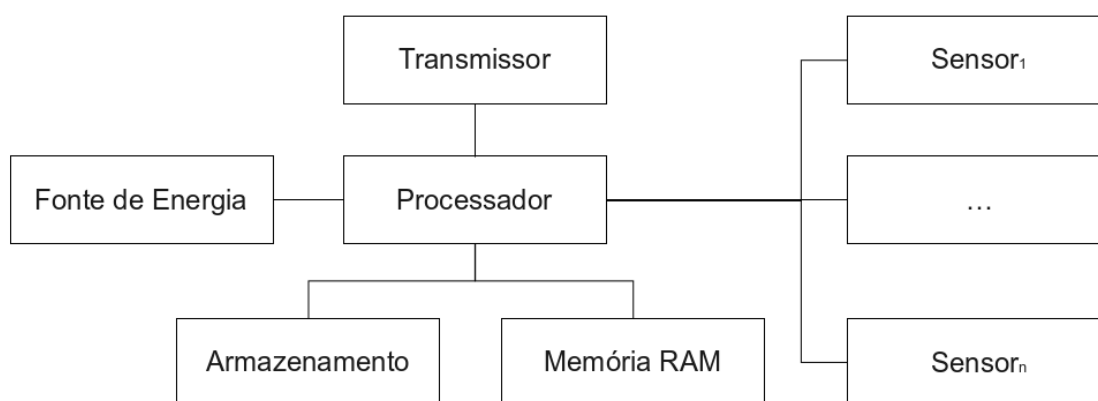 Transmissor
Sensor₁
Fonte de Energia
Processador
...
Armazenamento
Memória RAM
Sensorₙ